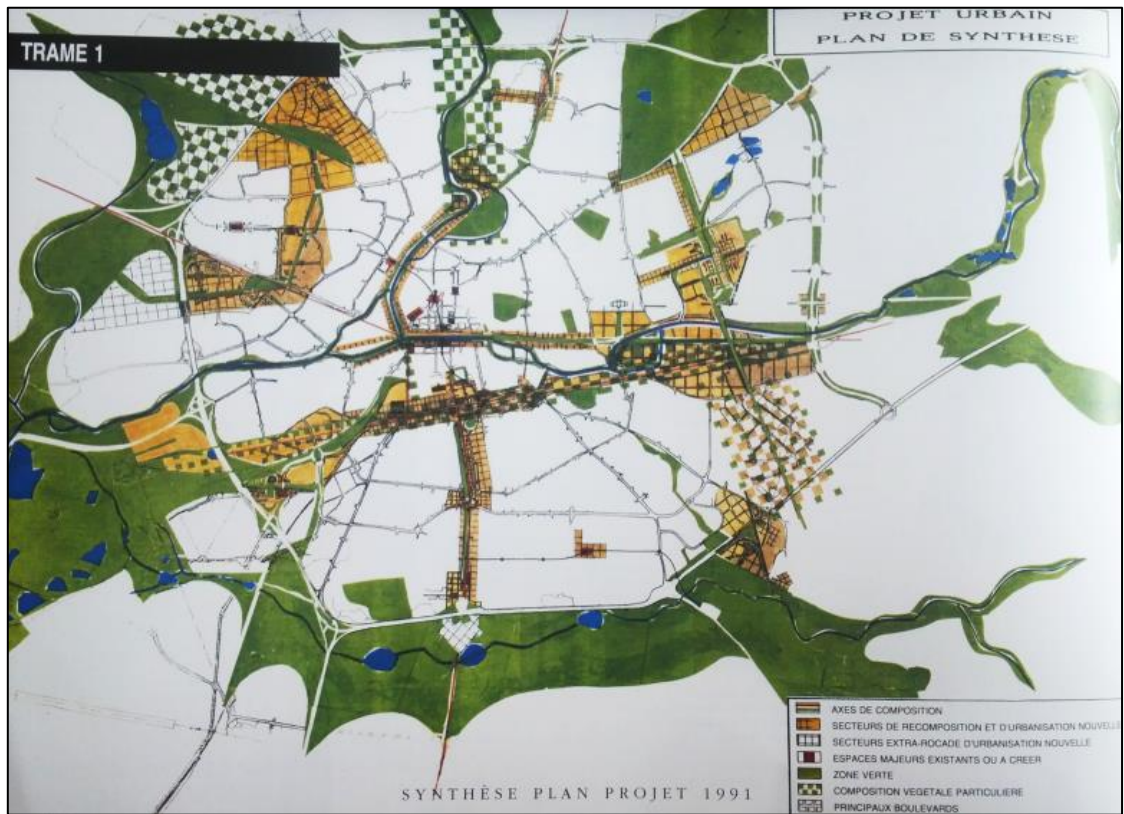 TRAME 1
PROJET URBAIN
PLAN DE SYNTHESE
AXES DE COMPOSITION
SECTEURS DE RECOMPOSITION ET D'URBANISATION NOUVELLE
SECTEURS EXTRA-ROCADE D'URBANISATION NOUVELLE
ESPACES MAJEURS EXISTANTS OU A CREER
ZONE VERTE
COMPOSITION VEGETALE PARTICULIERE
PRINCIPAUX BOULEVARDS
SYNTHÈSE PLAN PROJET 1991